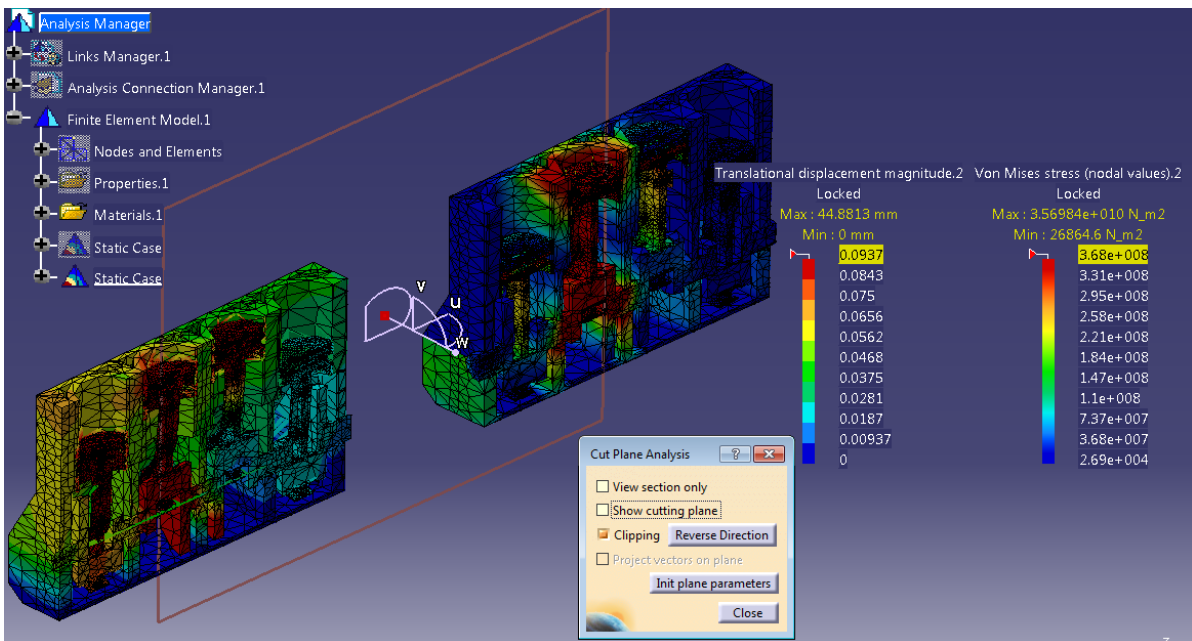 Analysis Manager
Links Manager.1
Analysis Connection Manager.1
Finite Element Model.1
Nodes and Elements
Properties.1
Materials.1
Static Case
Static Case
v
u
w
Translational displacement magnitude.2
Locked
Max : 44.8813 mm
Min : 0 mm
0.0937
0.0843
0.075
0.0656
0.0562
0.0468
0.0375
0.0281
0.0187
0.00937
0
Von Mises stress (nodal values).2
Locked
Max : 3.56984e+010 N_m2
Min : 26864.6 N_m2
3.68e+008
3.31e+008
2.95e+008
2.58e+008
2.21e+008
1.84e+008
1.47e+008
1.1e+008
7.37e+007
3.68e+007
2.69e+004
Cut Plane Analysis
?
View section only
Show cutting plane
Clipping Reverse Direction
Project vectors on plane
Init plane parameters
Close